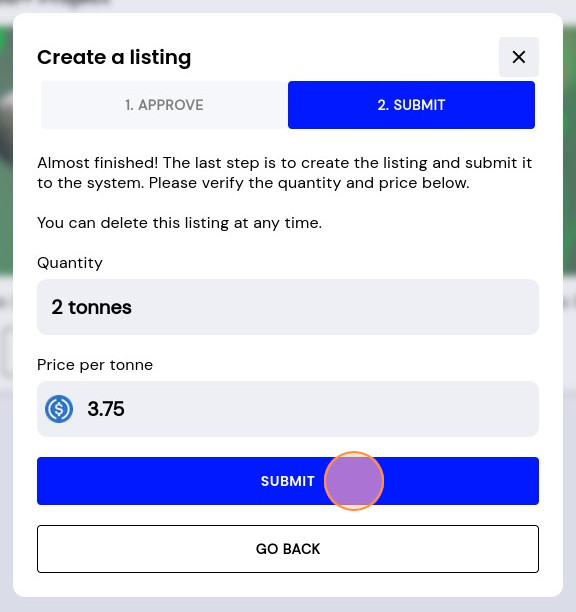 Create a listing
1. APPROVE
2. SUBMIT
Almost finished! The last step is to create the listing and submit it
to the system. Please verify the quantity and price below.
You can delete this listing at any time.
Quantity
2 tonnes
Price per tonne
3.75
SUBMIT
GO BACK